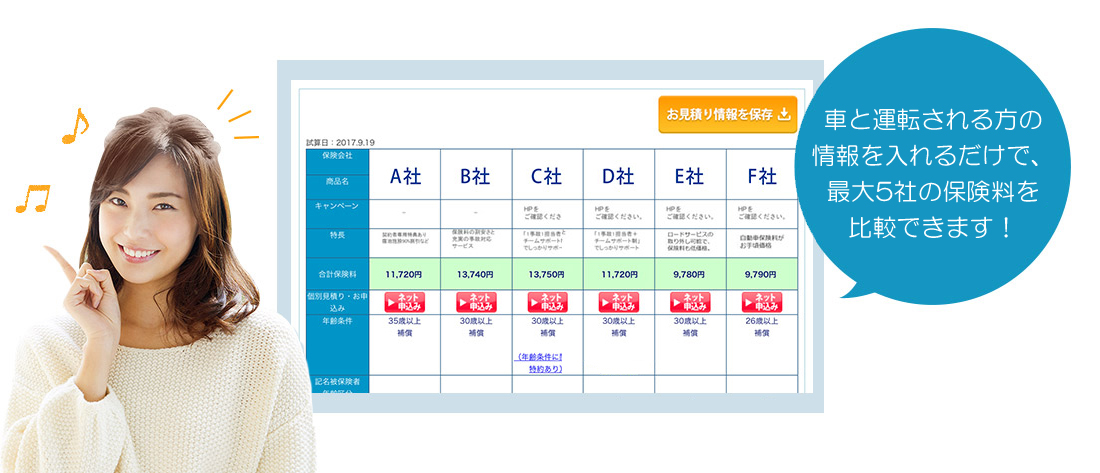 お見積り情報を保存
試算日:2017.9.19
保険会社
商品名
A社 B社 C社 D社 E社 F社
キャンペーン
- - HPを HPを HPを HPを
ご確認くださ ご確認ください。 ご確認ください。 ご確認ください。
特長
保険料の割安さと 「1事故1担当者と 「1事故1担当者+ ロードサービスの 自動車保険料が
充実の事故対応 チームサポート! チームサポート制」 取り外し可能で、 お手頃価格
サービス でしっかりサポー でしっかりサポート 保険料も低価格。
合計保険料 11,720円 13,740円 13,750円 11,720円 9,780円 9,790円
個別見積り・お申
込み
ネット ネット ネット ネット ネット ネット
申込み 申込み 申込み 申込み 申込み 申込み
年齢条件 35歳以上 30歳以上 30歳以上 30歳以上 30歳以上 26歳以上
補償 補償 補償 補償 補償 補償
(年齢条件に
特約あり)
記名被保険者
車と運転される方の
情報を入れるだけで、
最大5社の保険料を
比較できます!